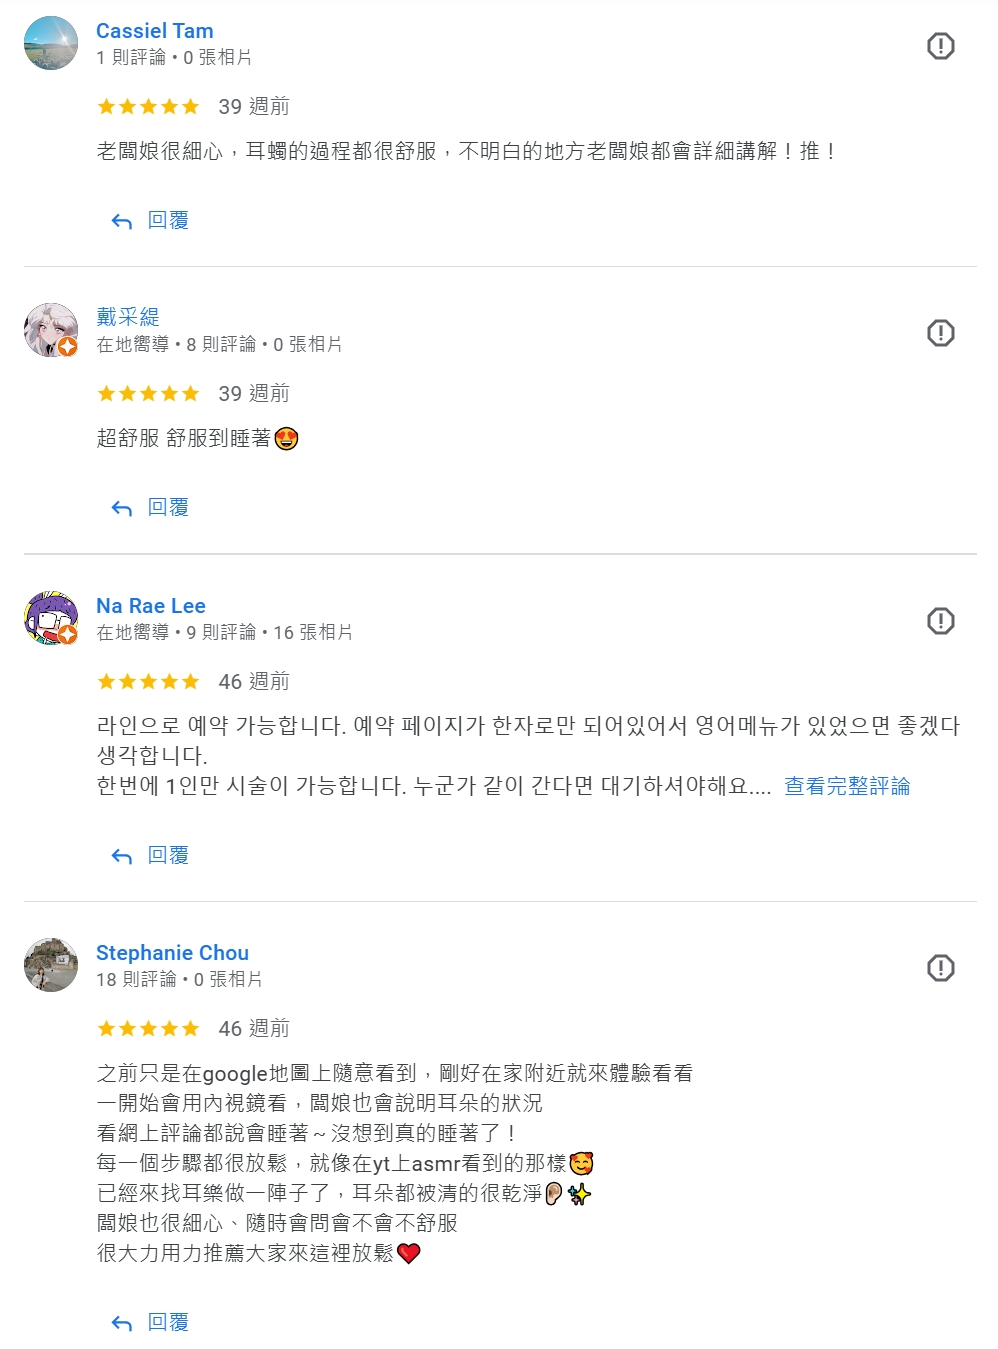 Cassiel Tam
1 則評論 • 0 張相片
39 週前
老闆娘很細心，耳蠋的過程都很舒服，不明白的地方老闆娘都會詳細講解！推！
回覆
戴采緹
在地嚮導 • 8 則評論 • 0 張相片
39 週前
超舒服 舒服到睡著😍
回覆
Na Rae Lee
在地嚮導 • 9 則評論 • 16 張相片
46 週前
라인으로 예약 가능합니다. 예약 페이지가 한자로만 되어있어서 영어메뉴가 있었으면 좋겠다
생각합니다.
한번에 1인만 시술이 가능합니다. 누군가 같이 간다면 대기하셔야해요.... 查看完整評論
回覆
Stephanie Chou
18 則評論 • 0 張相片
46 週前
之前只是在google地圖上隨意看到，剛好在家附近就來體驗看看
一開始會用內視鏡看，闆娘也會說明耳朵的狀況
看網上評論都說會睡著～沒想到真的睡著了！
每一個步驟都很放鬆，就像在yt上asmr看到的那樣🥰
已經來找耳樂做一陣子了，耳朵都被清的很乾淨👂🏻✨
闆娘也很細心、隨時會問會不會不舒服
很大力用力推薦大家來這裡放鬆❤️
回覆